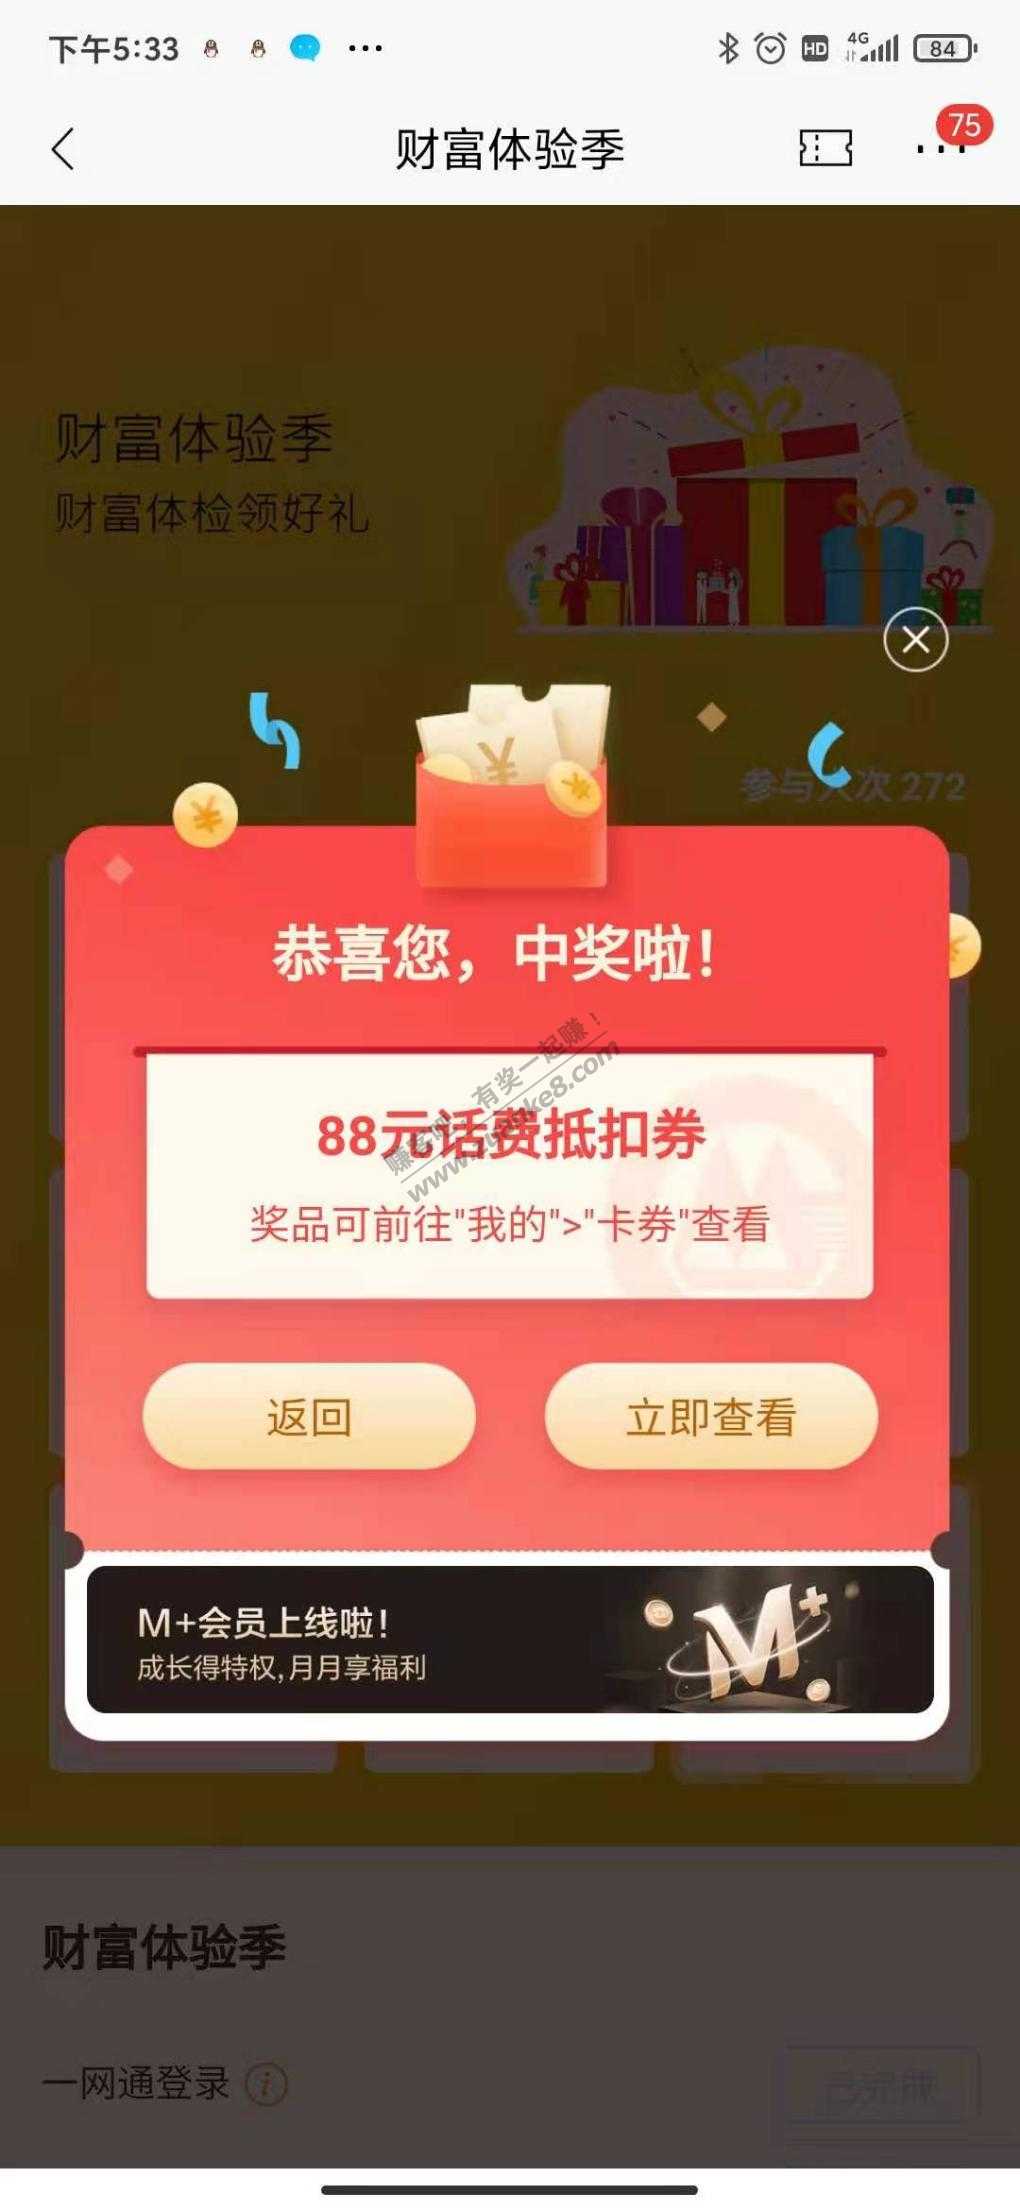 下午5:33
HD
4G
84
财富体验季
75
财富体验季
财富体检领好礼
参与人次 272
恭喜您，中奖啦！
88元话费抵扣券
奖品可前往"我的">"卡券"查看
赚客吧，有奖一起赚！
www.zuanke8.com
返回
立即查看
M+会员上线啦！
成长得特权,月月享福利
M+
财富体验季
一网通登录